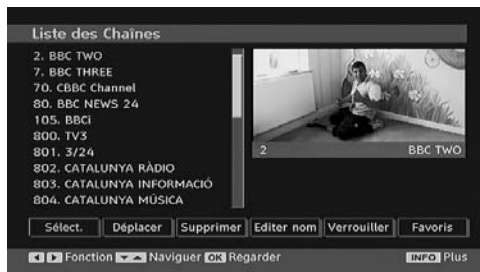 Liste des Chaînes
2. BBC TWO
7. BBC THREE
70. CBBC Channel
80. BBC NEWS 24
105. BBCi
800. TV3
801. 3/24
802. CATALUNYA RÀDIO
803. CATALUNYA INFORMACIÓ
804. CATALUNYA MÚSICA
2 BBC TWO
Sélect. Déplacer Supprimer Editer nom Verrouiller Favoris
Fonction Naviguer OK Regarder INFO Plus